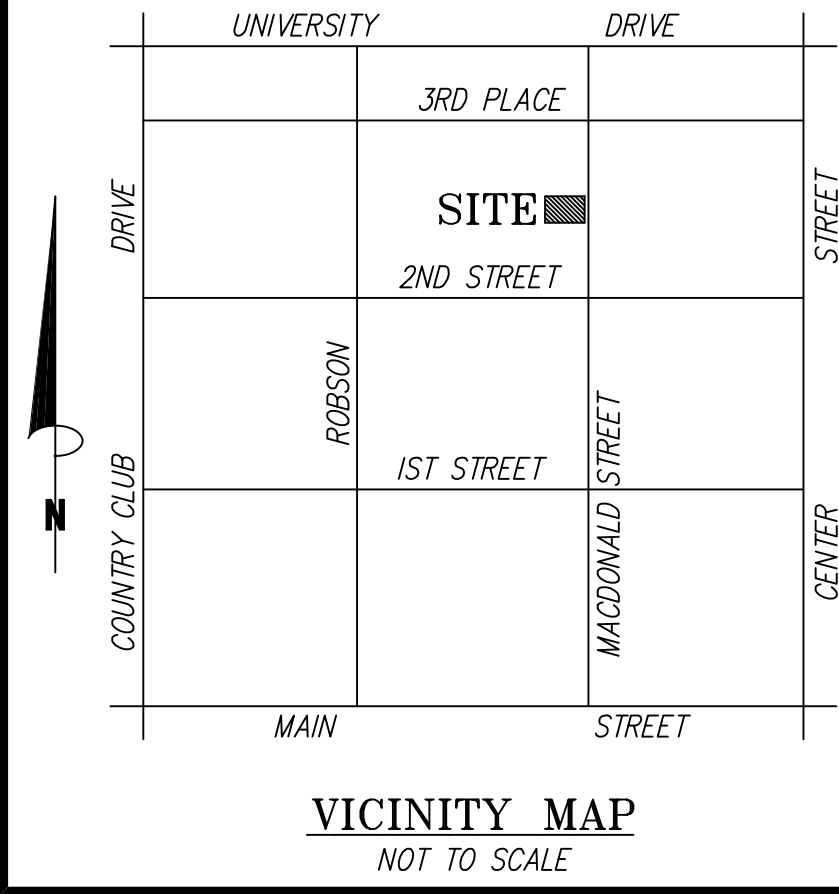 UNIVERSITY DRIVE
3RD PLACE
DRIVE
STREET
SITE
2ND STREET
ROBSON
MACDONALD STREET
1ST STREET
COUNTRY CLUB
N
CENTER
MAIN STREET
VICINITY MAP
NOT TO SCALE